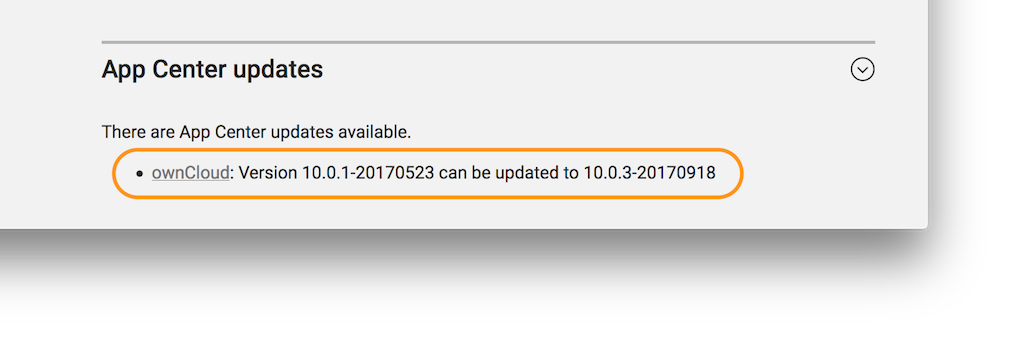 App Center updates
There are App Center updates available.
• ownCloud: Version 10.0.1-20170523 can be updated to 10.0.3-20170918